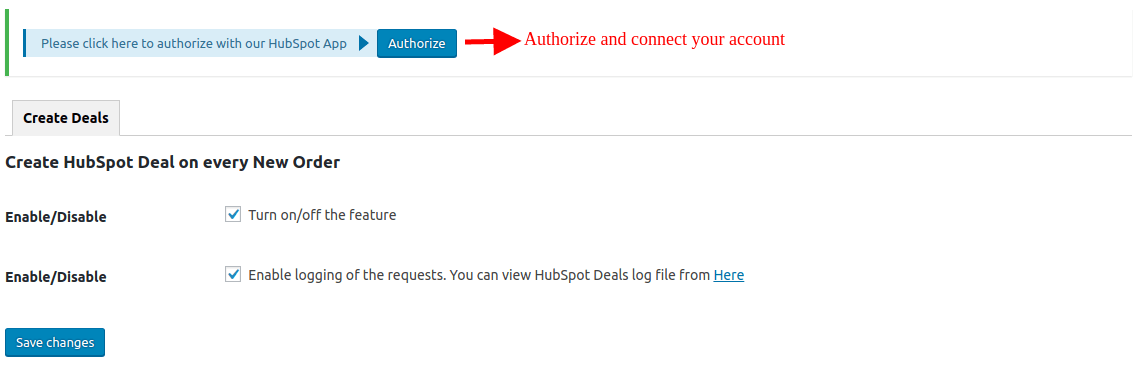 Please click here to authorize with our HubSpot App Authorize Authorize and connect your account
Create Deals
Create HubSpot Deal on every New Order
Enable/Disable Turn on/off the feature
Enable/Disable Enable logging of the requests. You can view HubSpot Deals log file from Here
Save changes